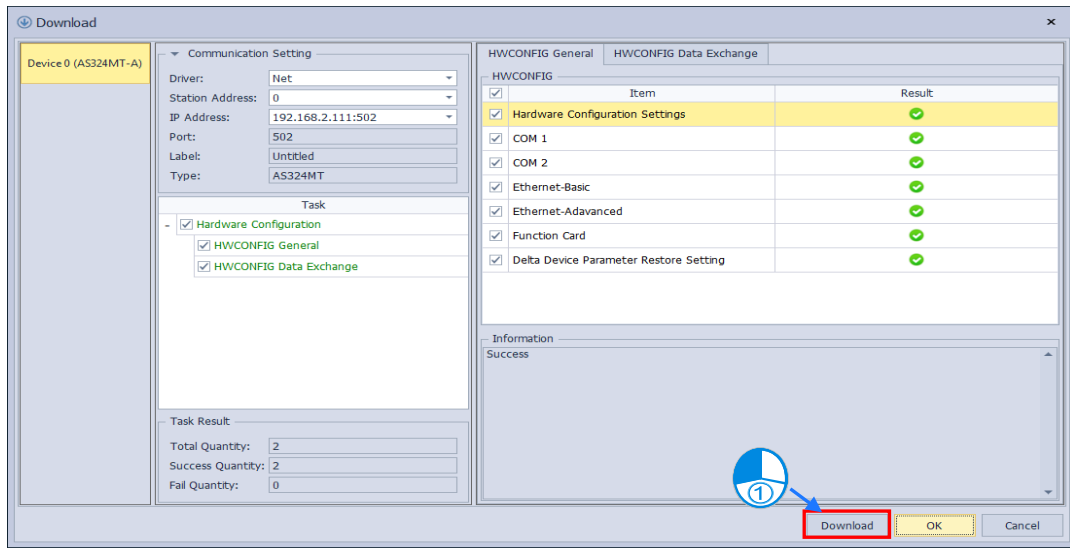 Download
Device 0 (AS324MT-A)
Communication Setting
Driver: Net
Station Address: 0
IP Address: 192.168.2.111:502
Port: 502
Label: Untitled
Type: AS324MT
Task
Hardware Configuration
HWCONFIG General
HWCONFIG Data Exchange
Task Result
Total Quantity: 2
Success Quantity: 2
Fail Quantity: 0
HWCONFIG General HWCONFIG Data Exchange
HWCONFIG
Item Result
Hardware Configuration Settings
COM 1
COM 2
Ethernet-Basic
Ethernet-Adavanced
Function Card
Delta Device Parameter Restore Setting
Information
Success
①
Download OK Cancel